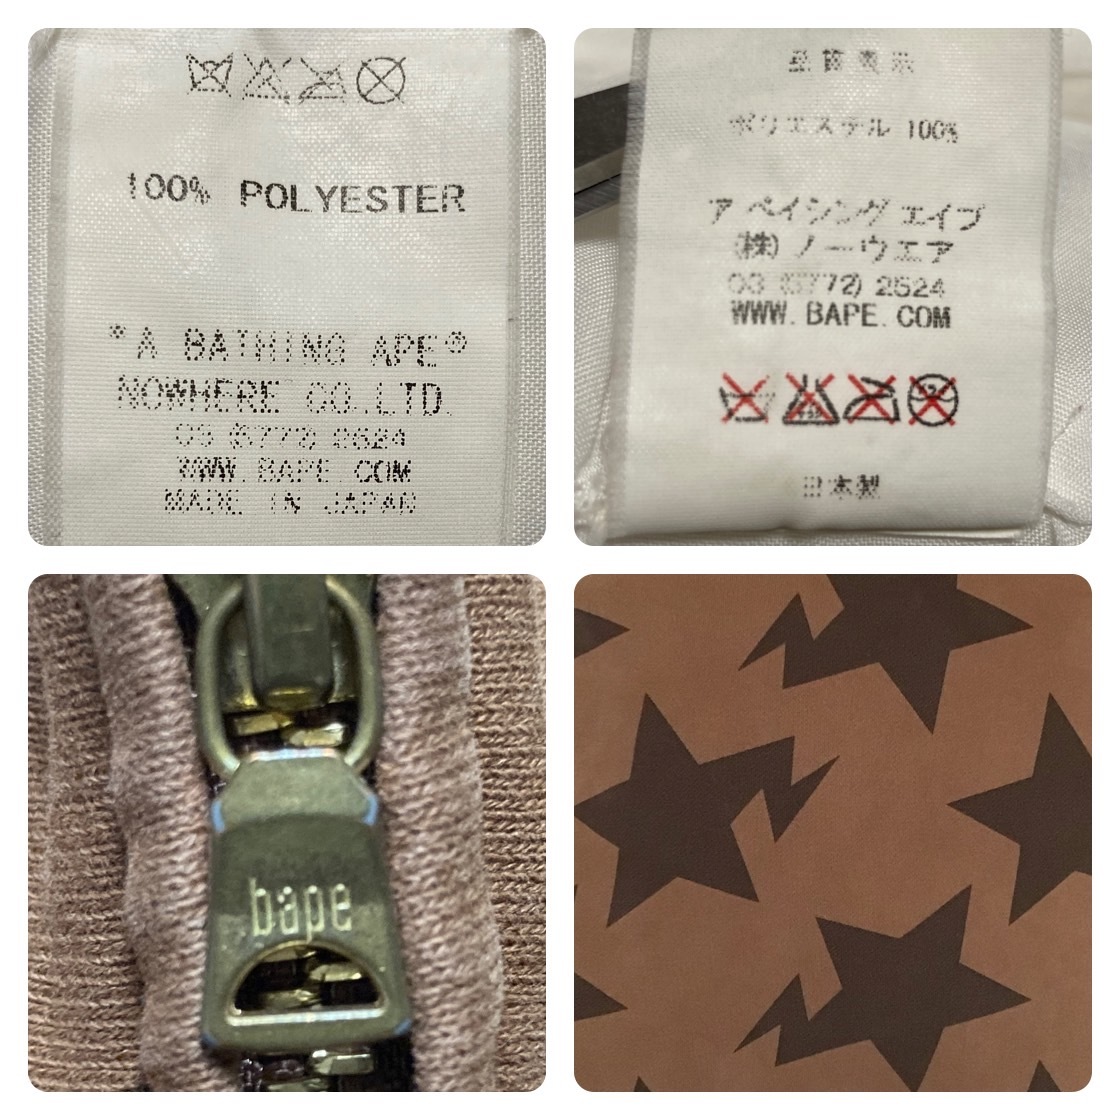 100% POLYESTER
"A BATHING APE®
NOWHERE CO.,LTD.
03 (5772) 2524
WWW.BAPE.COM
MADE IN JAPAN
品質表示
ポリエステル 100%
ア ベイシング エイプ
(株) ノーウエア
03 (5772) 2524
WWW.BAPE.COM
日本製
bape